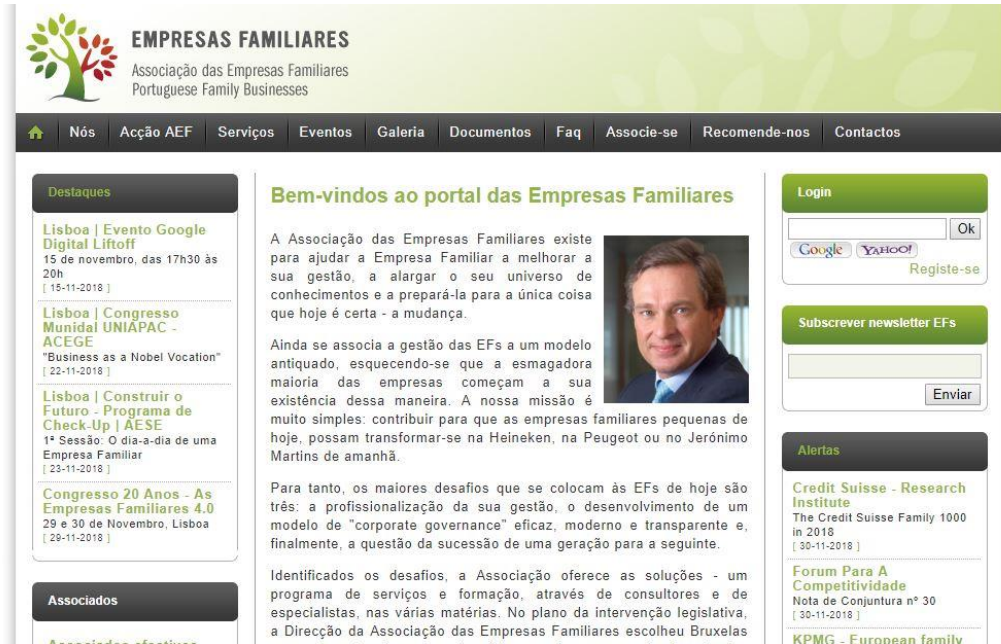 EMPRESAS FAMILIARES
Associação das Empresas Familiares
Portuguese Family Businesses
Nós Acção AEF Serviços Eventos Galeria Documentos Faq Associe-se Recomende-nos Contactos
Destaques
Lisboa | Evento Google
Digital Liftoff
15 de novembro, das 17h30 às
20h
[ 15-11-2018 ]
Lisboa | Congresso
Munidal UNIAPAC -
ACEGE
"Business as a Nobel Vocation"
[ 22-11-2018 ]
Lisboa | Construir o
Futuro - Programa de
Check-Up | AESE
1ª Sessão: O dia-a-dia de uma
Empresa Familiar
[ 23-11-2018 ]
Congresso 20 Anos - As
Empresas Familiares 4.0
29 e 30 de Novembro, Lisboa
[ 29-11-2018 ]
Associados
Associados efectivos
Bem-vindos ao portal das Empresas Familiares
A Associação das Empresas Familiares existe
para ajudar a Empresa Familiar a melhorar a
sua gestão, a alargar o seu universo de
conhecimentos e a prepará-la para a única coisa
que hoje é certa - a mudança.
Ainda se associa a gestão das EFs a um modelo
antiquado, esquecendo-se que a esmagadora
maioria das empresas começam a sua
existência dessa maneira. A nossa missão é
muito simples: contribuir para que as empresas familiares pequenas de
hoje, possam transformar-se na Heineken, na Peugeot ou no Jerónimo
Martins de amanhã.
Para tanto, os maiores desafios que se colocam às EFs de hoje são
três: a profissionalização da sua gestão, o desenvolvimento de um
modelo de "corporate governance" eficaz, moderno e transparente e,
finalmente, a questão da sucessão de uma geração para a seguinte.
Identificados os desafios, a Associação oferece as soluções - um
programa de serviços e formação, através de consultores e de
especialistas, nas várias matérias. No plano da intervenção legislativa,
a Direcção da Associação das Empresas Familiares escolheu Bruxelas
Login
Ok
Google YAHOO!
Registe-se
Subscrever newsletter EFs
Enviar
Alertas
Credit Suisse - Research
Institute
The Credit Suisse Family 1000
in 2018
[ 30-11-2018 ]
Forum Para A
Competitividade
Nota de Conjuntura nº 30
[ 30-11-2018 ]
KPMG - European family